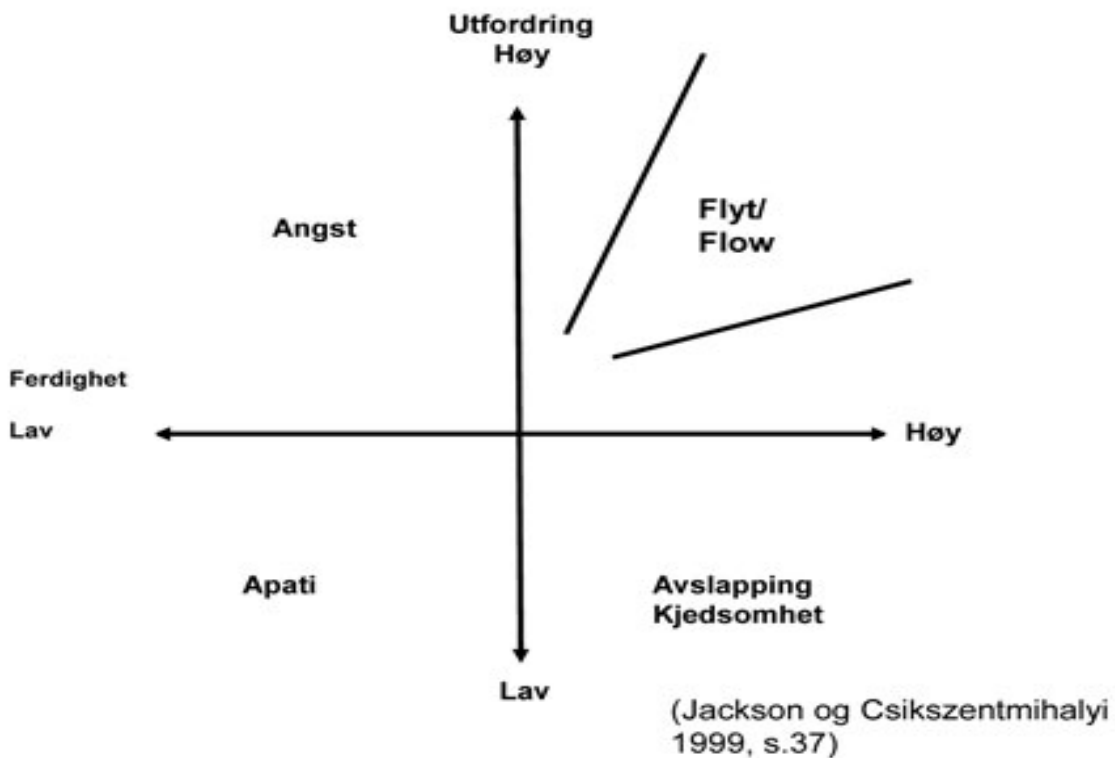 Utfordring
Høy
Angst
Flyt/
Flow
Ferdighet
Lav
Høy
Apati
Avslapping
Kjedsomhet
Lav
(Jackson og Csikszentmihalyi
1999, s.37)